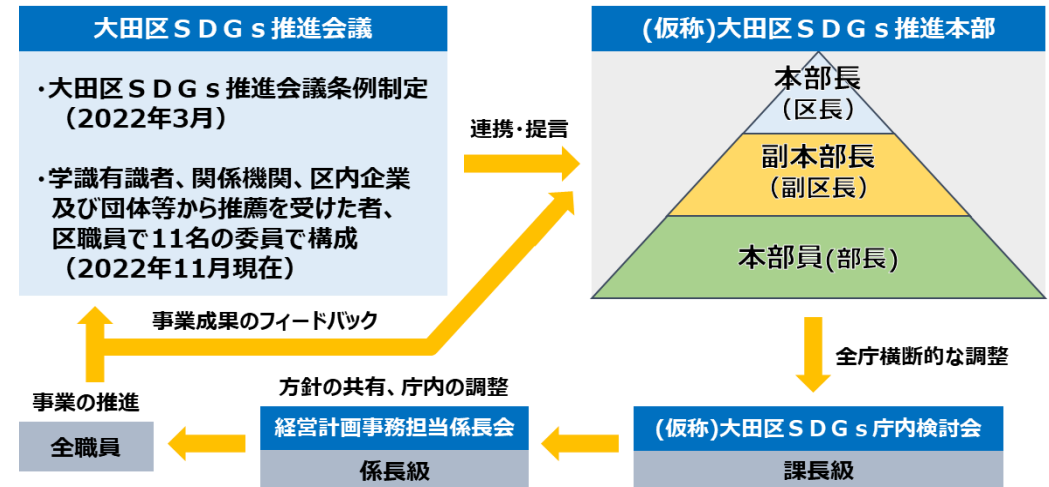 大田区ＳＤＧｓ推進会議
・大田区ＳＤＧｓ推進会議条例制定
（2022年3月）
・学識有識者、関係機関、区内企業
及び団体等から推薦を受けた者、
区職員で11名の委員で構成
（2022年11月現在）
連携・提言
(仮称)大田区ＳＤＧｓ推進本部
本部長
（区長）
副本部長
（副区長）
本部員(部長)
事業成果のフィードバック
全庁横断的な調整
事業の推進
全職員
方針の共有、庁内の調整
経営計画事務担当係長会
係長級
(仮称)大田区ＳＤＧｓ庁内検討会
課長級